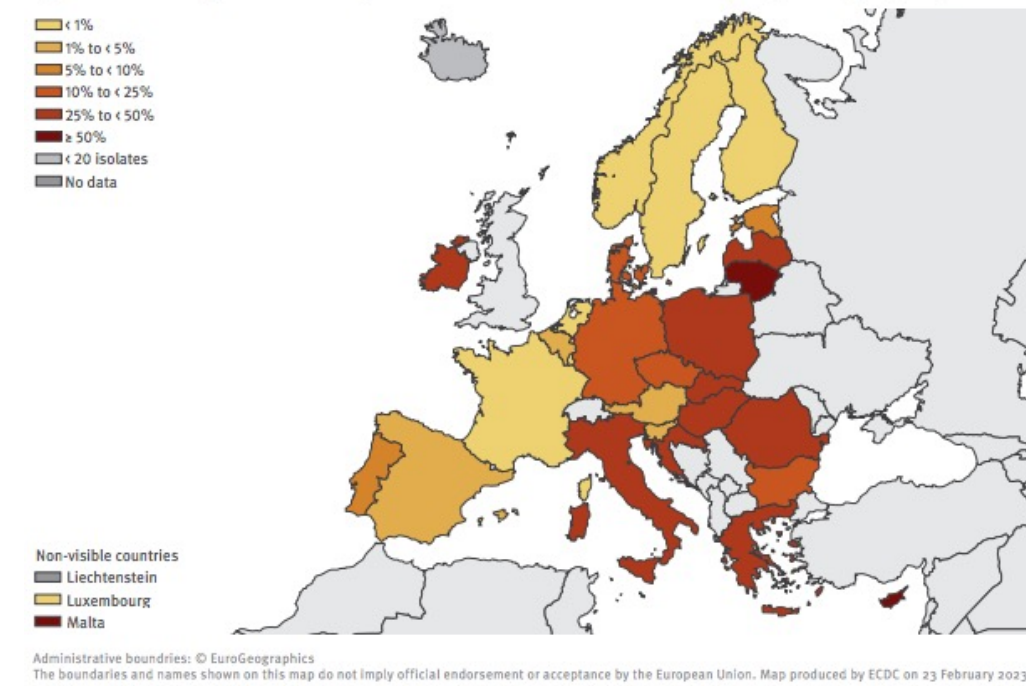 < 1%
1% to < 5%
5% to < 10%
10% to < 25%
25% to < 50%
≥ 50%
< 20 isolates
No data
Non-visible countries
Liechtenstein
Luxembourg
Malta
Administrative boundries: © EuroGeographics
The boundaries and names shown on this map do not imply official endorsement or acceptance by the European Union. Map produced by ECDC on 23 February 2023